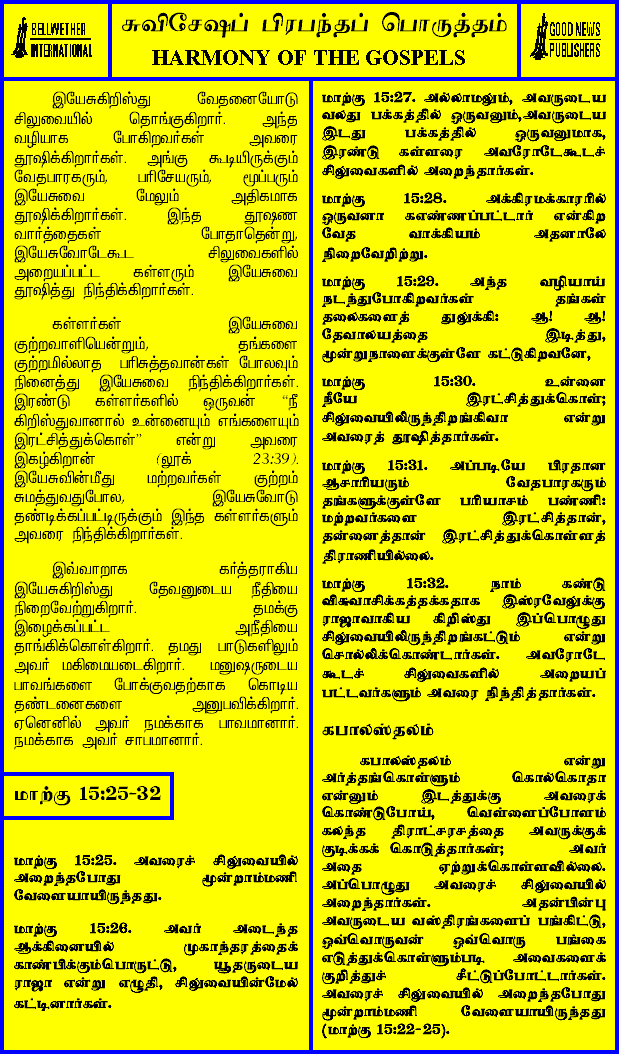 BELLWETHER
INTERNATIONAL
சுவிசேஷப் பிரபந்தப் பொருத்தம்
HARMONY OF THE GOSPELS
GOOD NEWS
PUBLISHERS
இயேசுகிறிஸ்து வேதனையோடு
சிலுவையில் தொங்குகிறார். அந்த
வழியாக போகிறவர்கள் அவரை
தூஷிக்கிறார்கள். அங்கு கூடியிருக்கும்
வேதபாரகரும், பரிசேயரும், மூப்பரும்
இயேசுவை மேலும் அதிகமாக
தூஷிக்கிறார்கள். இந்த தூஷண
வார்த்தைகள் போதாதென்று,
இயேசுவோடேகூட சிலுவைகளில்
அறையப்பட்ட கள்ளரும் இயேசுவை
தூஷித்து நிந்திக்கிறார்கள்.
கள்ளர்கள் இயேசுவை
குற்றவாளியென்றும், தங்களை
குற்றமில்லாத பரிசுத்தவான்கள் போலவும்
நினைத்து இயேசுவை நிந்திக்கிறார்கள்.
இரண்டு கள்ளர்களில் ஒருவன் “நீ
கிறிஸ்துவானால் உன்னையும் எங்களையும்
இரட்சித்துக்கொள்” என்று அவரை
இகழ்கிறான் (லூக் 23:39).
இயேசுவின்மீது மற்றவர்கள் குற்றம்
சுமத்துவதுபோல, இயேசுவோடு
தண்டிக்கப்பட்டிருக்கும் இந்த கள்ளர்களும்
அவரை நிந்திக்கிறார்கள்.
இவ்வாறாக கர்த்தராகிய
இயேசுகிறிஸ்து தேவனுடைய நீதியை
நிறைவேற்றுகிறார். தமக்கு
இழைக்கப்பட்ட அநீதியை
தாங்கிக்கொள்கிறார். தமது பாடுகளிலும்
அவர் மகிமையடைகிறார். மனுஷருடைய
பாவங்களை போக்குவதற்காக கொடிய
தண்டனைகளை அனுபவிக்கிறார்.
ஏனெனில் அவர் நமக்காக பாவமானார்.
நமக்காக அவர் சாபமானார்.
மாற்கு 15:25-32
மாற்கு 15:25. அவரைச் சிலுவையில்
அறைந்தபோது மூன்றாம்மணி
வேளையாயிருந்தது.
மாற்கு 15:26. அவர் அடைந்த
ஆக்கினையில் முகாந்தரத்தைக்
காண்பிக்கும்பொருட்டு, யூதருடைய
ராஜா என்று எழுதி, சிலுவையின்மேல்
கட்டினார்கள்.
மாற்கு 15:27. அல்லாமலும், அவருடைய
வலது பக்கத்தில் ஒருவனும்,அவருடைய
இடது பக்கத்தில் ஒருவனுமாக,
இரண்டு கள்ளரை அவரோடேகூடச்
சிலுவைகளில் அறைந்தார்கள்.
மாற்கு 15:28. அக்கிரமக்காரரில்
ஒருவனா கஎண்ணப்பட்டார் என்கிற
வேத வாக்கியம் அதனாலே
நிறைவேறிற்று.
மாற்கு 15:29. அந்த வழியாய்
நடந்துபோகிறவர்கள் தங்கள்
தலைகளைத் துலுக்கி: ஆ! ஆ!
தேவாலயத்தை இடித்து,
மூன்றுநாளைக்குள்ளே கட்டுகிறவனே,
மாற்கு 15:30. உன்னை
நீயே இரட்சித்துக்கொள்;
சிலுவையிலிருந்திறங்கிவா என்று
அவரைத் தூஷித்தார்கள்.
மாற்கு 15:31. அப்படியே பிரதான
ஆசாரியரும் வேதபாரகரும்
தங்களுக்குள்ளே பரியாசம் பண்ணி:
மற்றவர்களை இரட்சித்தான்,
தன்னைத்தான் இரட்சித்துக்கொள்ளத்
திராணியில்லை.
மாற்கு 15:32. நாம் கண்டு
விசுவாசிக்கத்தக்கதாக இஸ்ரவேலுக்கு
ராஜாவாகிய கிறிஸ்து இப்பொழுது
சிலுவையிலிருந்திறங்கட்டும் என்று
சொல்லிக்கொண்டார்கள். அவரோடே
கூடச் சிலுவைகளில் அறையப்
பட்டவர்களும் அவரை நிந்தித்தார்கள்.
கபாலஸ்தலம்
கபாலஸ்தலம் என்று
அர்த்தங்கொள்ளும் கொல்கொதா
என்னும் இடத்துக்கு அவரைக்
கொண்டுபோய், வெள்ளைப்போளம்
கலந்த திராட்சரசத்தை அவருக்குக்
குடிக்கக் கொடுத்தார்கள்; அவர்
அதை ஏற்றுக்கொள்ளவில்லை.
அப்பொழுது அவரைச் சிலுவையில்
அறைந்தார்கள். அதன்பின்பு
அவருடைய வஸ்திரங்களைப் பங்கிட்டு,
ஒவ்வொருவன் ஒவ்வொரு பங்கை
எடுத்துக்கொள்ளும்படி அவைகளைக்
குறித்துச் சீட்டுப்போட்டார்கள்.
அவரைச் சிலுவையில் அறைந்தபோது
மூன்றாம்மணி வேளையாயிருந்தது
(மாற்கு 15:22-25).